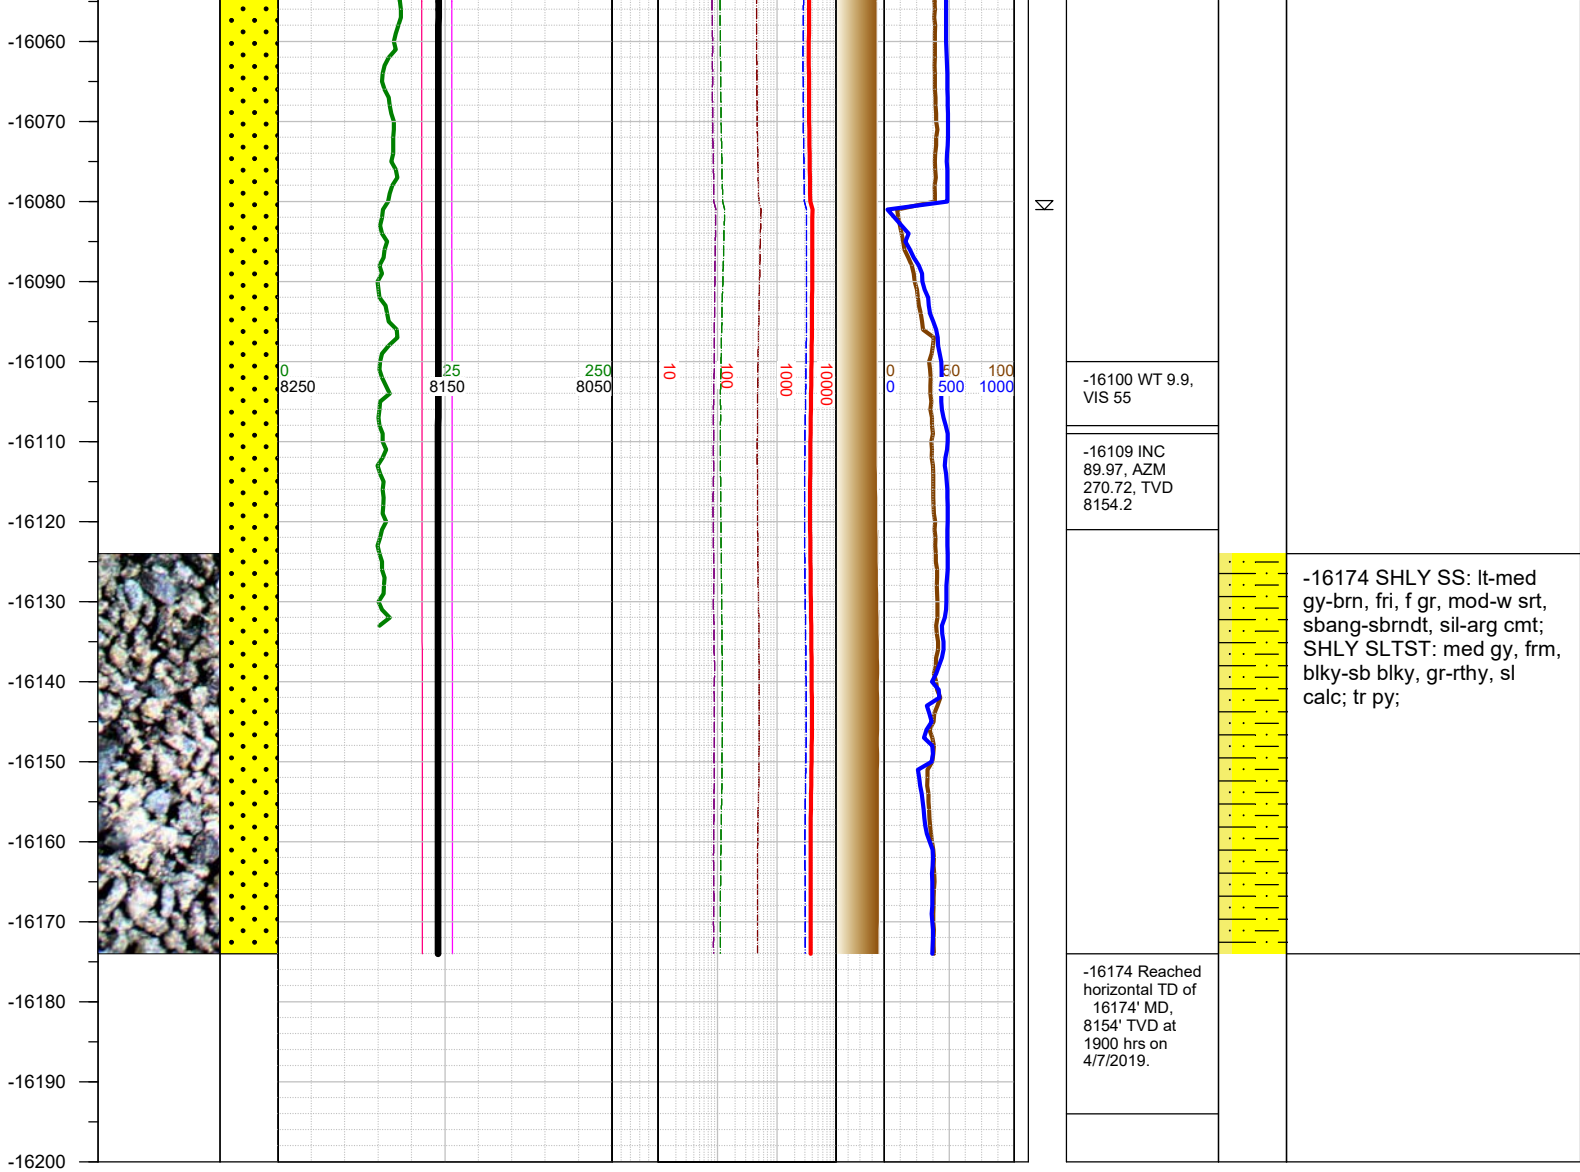 -16060
-16070
-16080
-16090
-16100
-16110
-16120
-16130
-16140
-16150
-16160
-16170
-16180
-16190
-16200
0 25 250
8250 8150 8050
10 100 1000 10000
0 50 100
0 500 1000
-16100 WT 9.9,
VIS 55
-16109 INC
89.97, AZM
270.72, TVD
8154.2
-16174 SHLY SS: lt-med
gy-brn, fri, f gr, mod-w srt,
sbang-sbrndt, sil-arg cmt;
SHLY SLTST: med gy, frm,
blky-sb blky, gr-rthy, sl
calc; tr py;
-16174 Reached
horizontal TD of
16174' MD,
8154' TVD at
1900 hrs on
4/7/2019.